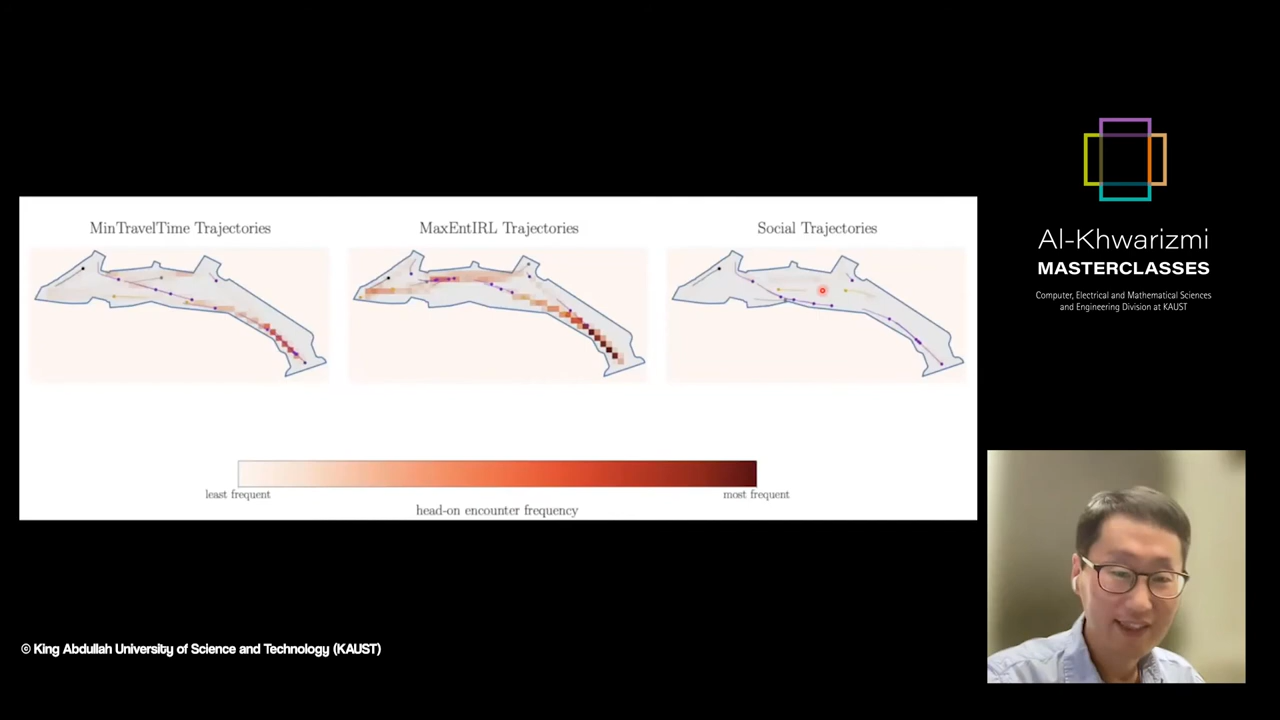 MinTravelTime Trajectories
MaxEntIRL Trajectories
Social Trajectories
least frequent
most frequent
head-on encounter frequency
Al-Khwarizmi
MASTERCLASSES
Computer, Electrical and Mathematical Sciences
and Engineering Division at KAUST
© King Abdullah University of Science and Technology (KAUST)